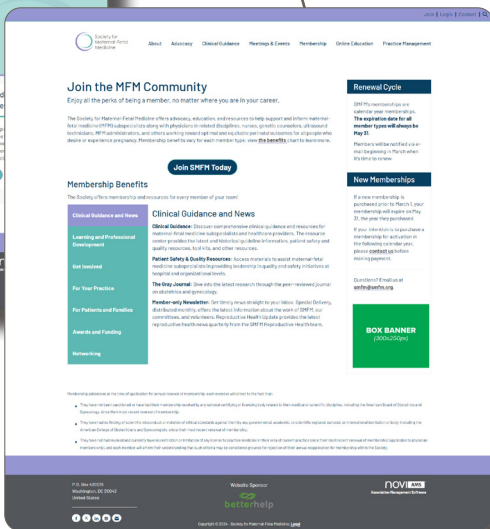 Join | Login | Contact |
Society for
Maternal-Fetal
Medicine
About Advocacy Clinical Guidance Meetings & Events Membership Online Education Practice Management
Join the MFM Community
Enjoy all the perks of being a member, no matter where you are in your career.
The Society for Maternal-Fetal Medicine offers advocacy, education, and resources to help support and inform maternal-
fetal medicine (MFM) subspecialists along with physicians in related disciplines, nurses, genetic counselors, ultrasound
technicians, MFM administrators, and others working toward optimal and equitable perinatal outcomes for all people who
desire or experience pregnancy. Membership benefits vary for each member type; view the benefits chart to learn more.
Join SMFM Today
Membership Benefits
The Society offers membership and resources for every member of your team!
Clinical Guidance and News
Learning and Professional
Development
Get Involved
For Your Practice
For Patients and Families
Awards and Funding
Networking
Clinical Guidance and News
Clinical Guidance: Discover comprehensive clinical guidance and resources for
maternal-fetal medicine subspecialists and healthcare providers. The resource
center provides the latest and historical guideline information, patient safety and
quality resources, tool kits, and other resources.
Patient Safety & Quality Resources: Access materials to assist maternal-fetal
medicine subspecialists in providing leadership in quality and safety initiatives at
hospital and organizational levels.
The Gray Journal: Dive into the latest research through the peer-reviewed journal
on obstetrics and gynecology.
Member-only Newsletter: Get timely news straight to your inbox. Special Delivery,
distributed monthly, offers the latest information about the work of SMFM, our
committees, and volunteers. Reproductive Health Update provides the latest
reproductive health news quarterly from the SMFM Reproductive Health team.
Renewal Cycle
SMFM's memberships are
calendar year memberships.
The expiration date for all
member types will always be
May 31.
Members will be notified via e-
mail beginning in March when
it's time to renew.
New Memberships
If a new membership is
purchased prior to March 1, your
membership will expire on May
31, the year they purchased.
If your intention is to purchase a
membership for activation in
the following calendar year,
please contact us before
making payment.
Questions? Email us at
smfm@smfm.org.
BOX BANNER
(300x250px)
P.O. Box 420019
Washington, DC 20042
United States
Website Sponsor
betterhelp
novi AMS
Association Management Software
Copyright © 2024 - Society for Maternal-Fetal Medicine. Legal